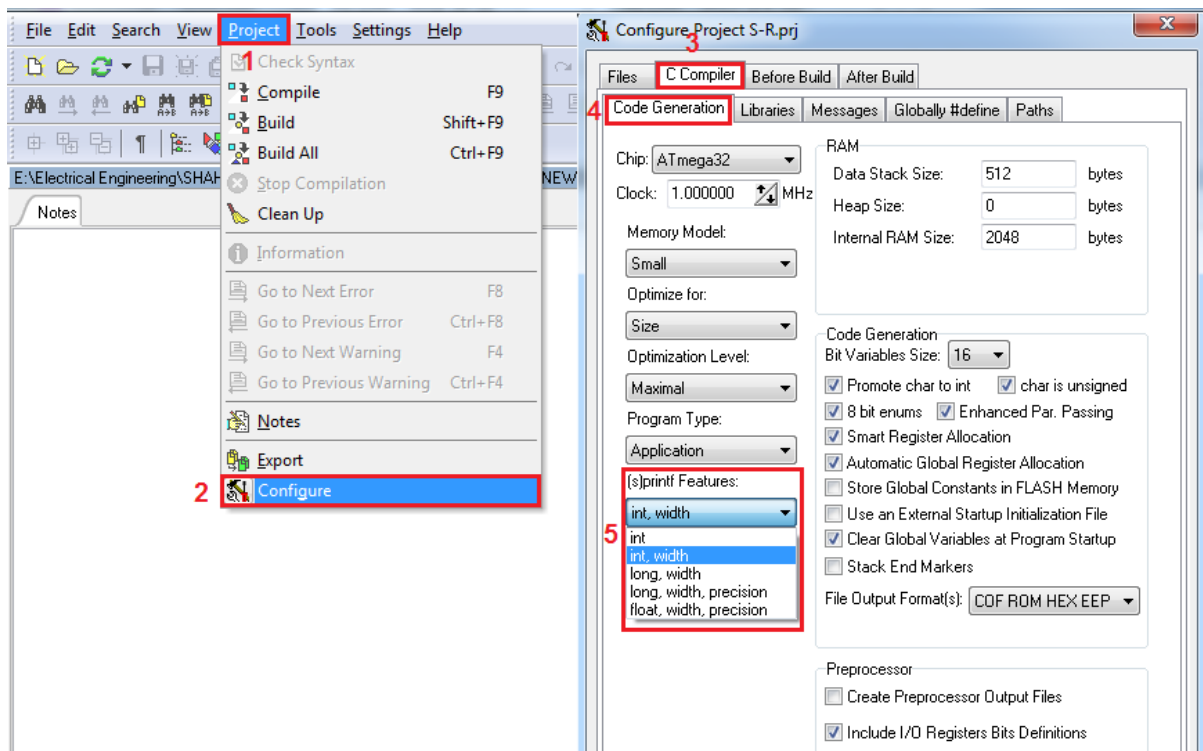 File Edit Search View Project Tools Settings Help
1
Check Syntax
Compile F9
Build Shift+F9
Build All Ctrl+F9
Stop Compilation
Clean Up
Information
Go to Next Error F8
Go to Previous Error Ctrl+F8
Go to Next Warning F4
Go to Previous Warning Ctrl+F4
Notes
Export
2 Configure
E:\Electrical Engineering\SHAH
NEW
Notes
Configure Project S-R.prj
3
Files C Compiler Before Build After Build
4 Code Generation Libraries Messages Globally #define Paths
Chip: ATmega32
Clock: 1.000000 MHz
Memory Model:
Small
Optimize for:
Size
Optimization Level:
Maximal
Program Type:
Application
(s)printf Features:
int, width
5
int
int, width
long, width
long, width, precision
float, width, precision
RAM
Data Stack Size: 512 bytes
Heap Size: 0 bytes
Internal RAM Size: 2048 bytes
Code Generation
Bit Variables Size: 16
Promote char to int char is unsigned
8 bit enums Enhanced Par. Passing
Smart Register Allocation
Automatic Global Register Allocation
Store Global Constants in FLASH Memory
Use an External Startup Initialization File
Clear Global Variables at Program Startup
Stack End Markers
File Output Format(s): COF ROM HEX EEP
Preprocessor
Create Preprocessor Output Files
Include I/O Registers Bits Definitions